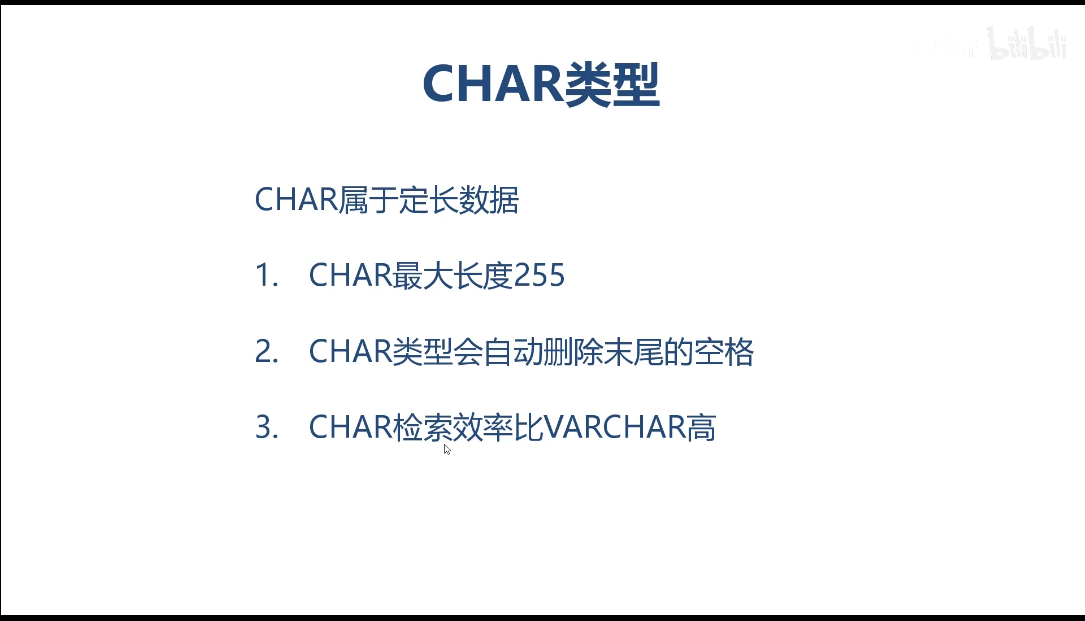 bilibili
CHAR类型
CHAR属于定长数据
1. CHAR最大长度255
2. CHAR类型会自动删除末尾的空格
3. CHAR检索效率比VARCHAR高